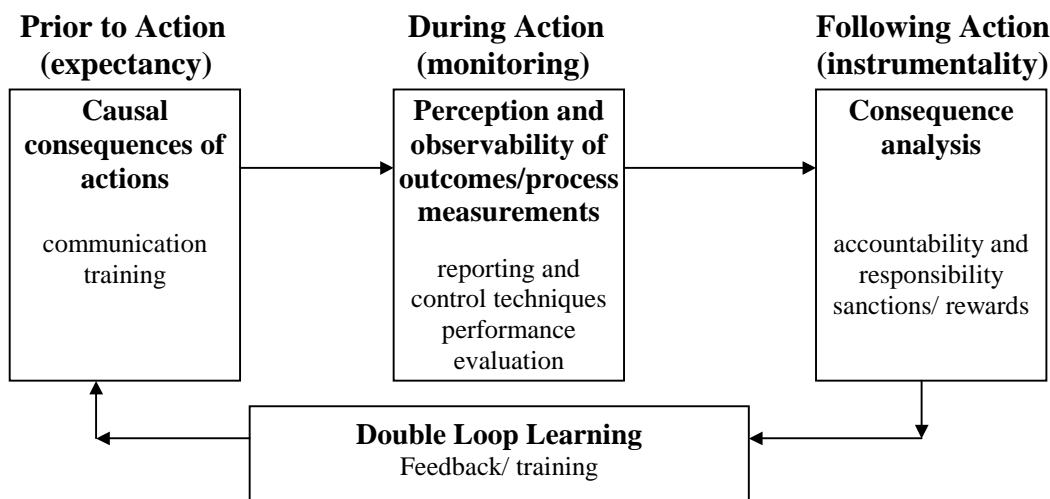 Prior to Action
(expectancy)
Causal
consequences of
actions
communication
training
During Action
(monitoring)
Perception and
observability of
outcomes/process
measurements
reporting and
control techniques
performance
evaluation
Following Action
(instrumentality)
Consequence
analysis
accountability and
responsibility
sanctions/ rewards
Double Loop Learning
Feedback/ training